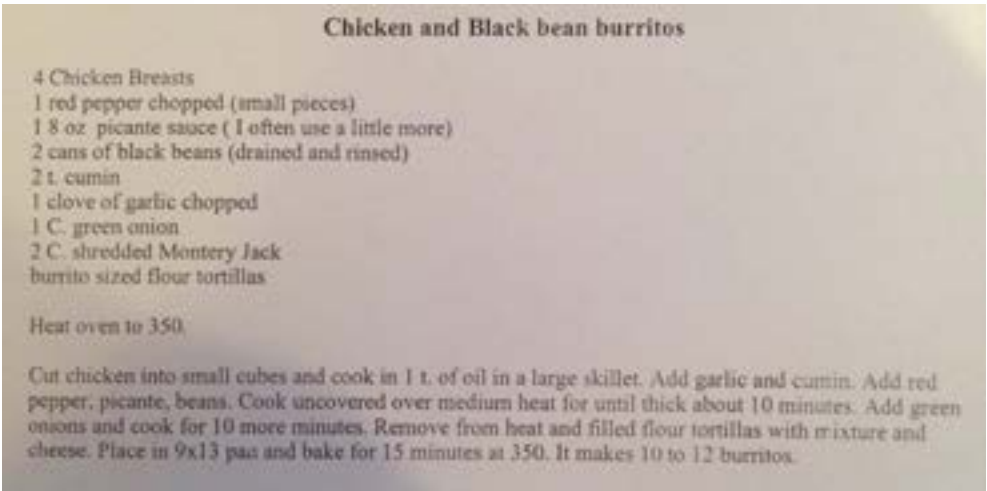 Chicken and Black bean burritos
4 Chicken Breasts
1 red pepper chopped (small pieces)
1 8 oz picante sauce ( I often use a little more)
2 cans of black beans (drained and rinsed)
2 t. cumin
1 clove of garlic chopped
1 C. green onion
2 C. shredded Montery Jack
burrito sized flour tortillas
Heat oven to 350.
Cut chicken into small cubes and cook in 1 t. of oil in a large skillet. Add garlic and cumin. Add red
pepper, picante, beans. Cook uncovered over medium heat for until thick about 10 minutes. Add green
onions and cook for 10 more minutes. Remove from heat and filled flour tortillas with mixture and
cheese. Place in 9x13 pan and bake for 15 minutes at 350. It makes 10 to 12 burritos.